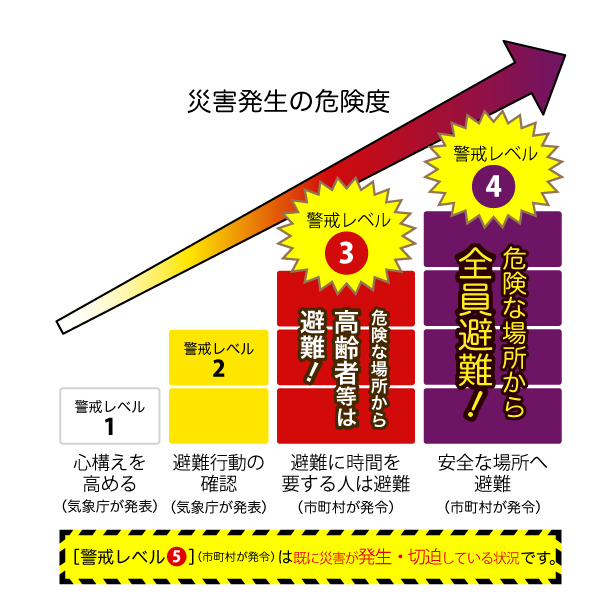 災害発生の危険度
警戒レベル
4
警戒レベル
3
警戒レベル
2
警戒レベル
1
危険な場所から
高齢者等は
避難！
危険な場所から
全員避難！
心構えを
高める
（気象庁が発表）
避難行動の
確認
（気象庁が発表）
避難に時間を
要する人は避難
（市町村が発令）
安全な場所へ
避難
（市町村が発令）
［警戒レベル5］（市町村が発令）は既に災害が発生・切迫している状況です。